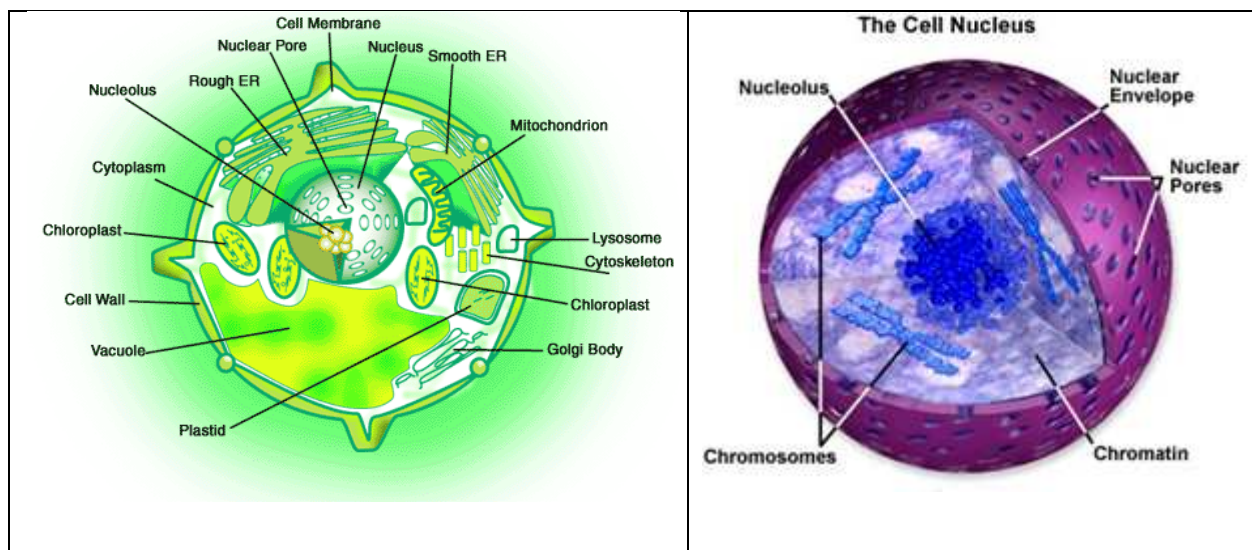 Cell Membrane
Nuclear Pore
Nucleus
Smooth ER
Rough ER
Nucleolus
Mitochondrion
Cytoplasm
Chloroplast
Lysosome
Cytoskeleton
Cell Wall
Chloroplast
Vacuole
Golgi Body
Plastid
The Cell Nucleus
Nucleolus
Nuclear
Envelope
Nuclear
Pores
Chromosomes
Chromatin